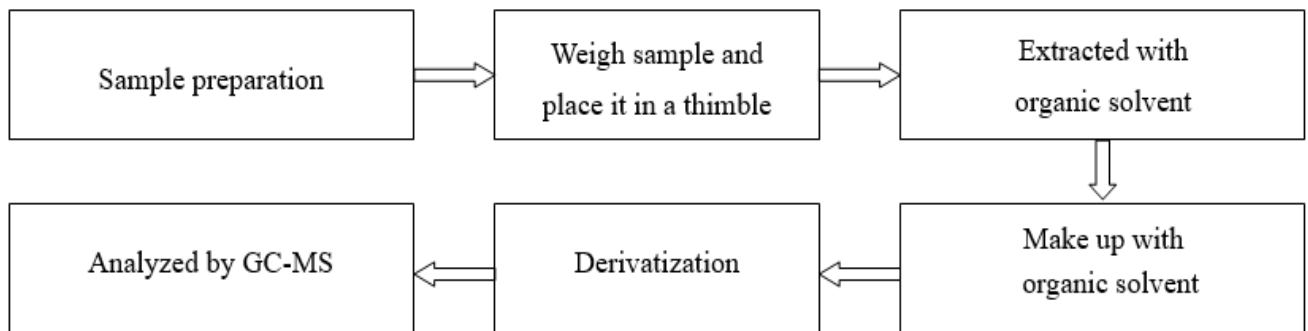 Sample preparation
Weigh sample and
place it in a thimble
Extracted with
organic solvent
Make up with
organic solvent
Derivatization
Analyzed by GC-MS